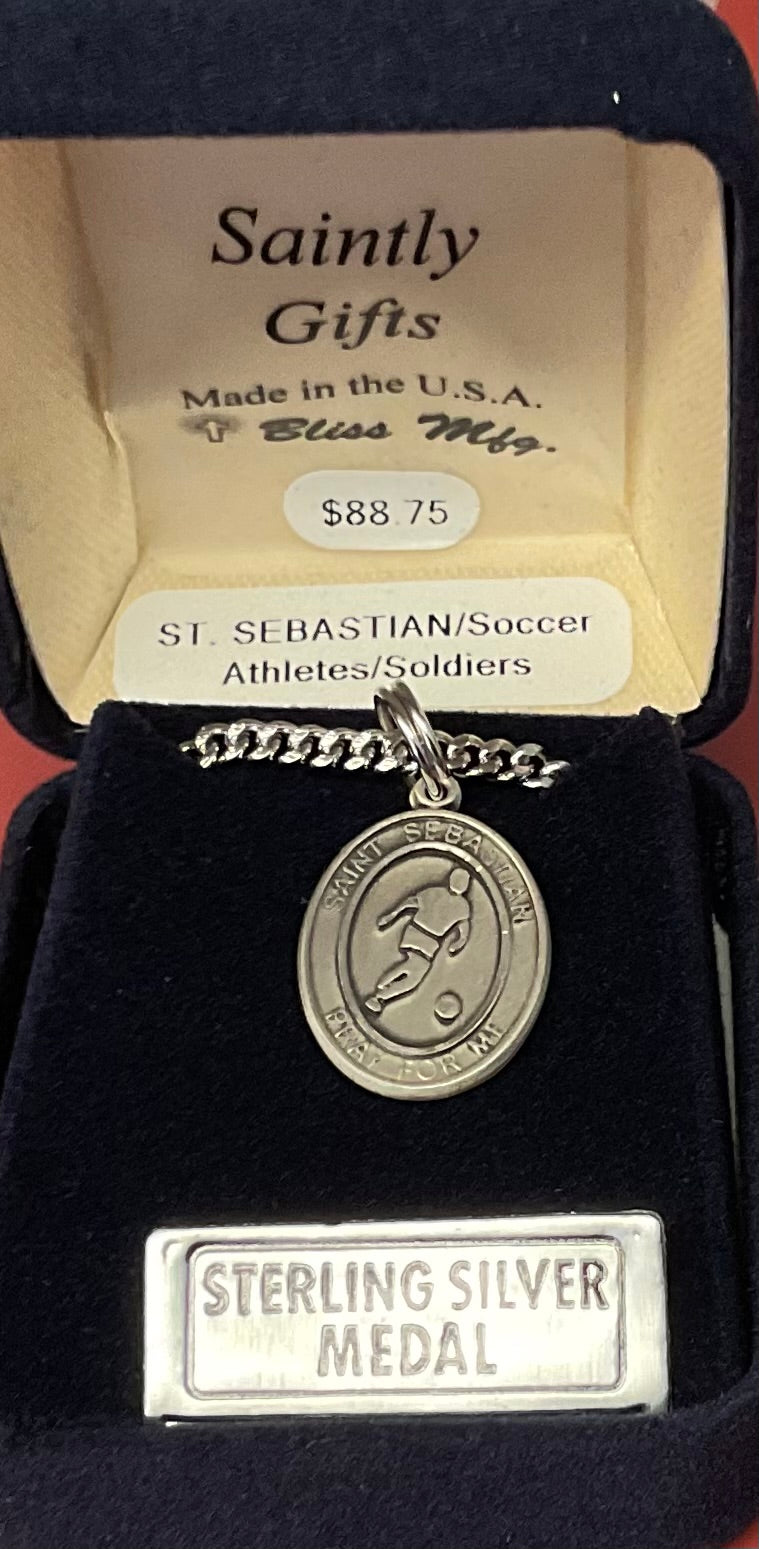 Saintly
Gifts
Made in the U.S.A.
Bliss Mfg.
$88.75
ST. SEBASTIAN/Soccer
Athletes/Soldiers
SAINT SEBASTIAN
PRAY FOR ME
STERLING SILVER
MEDAL